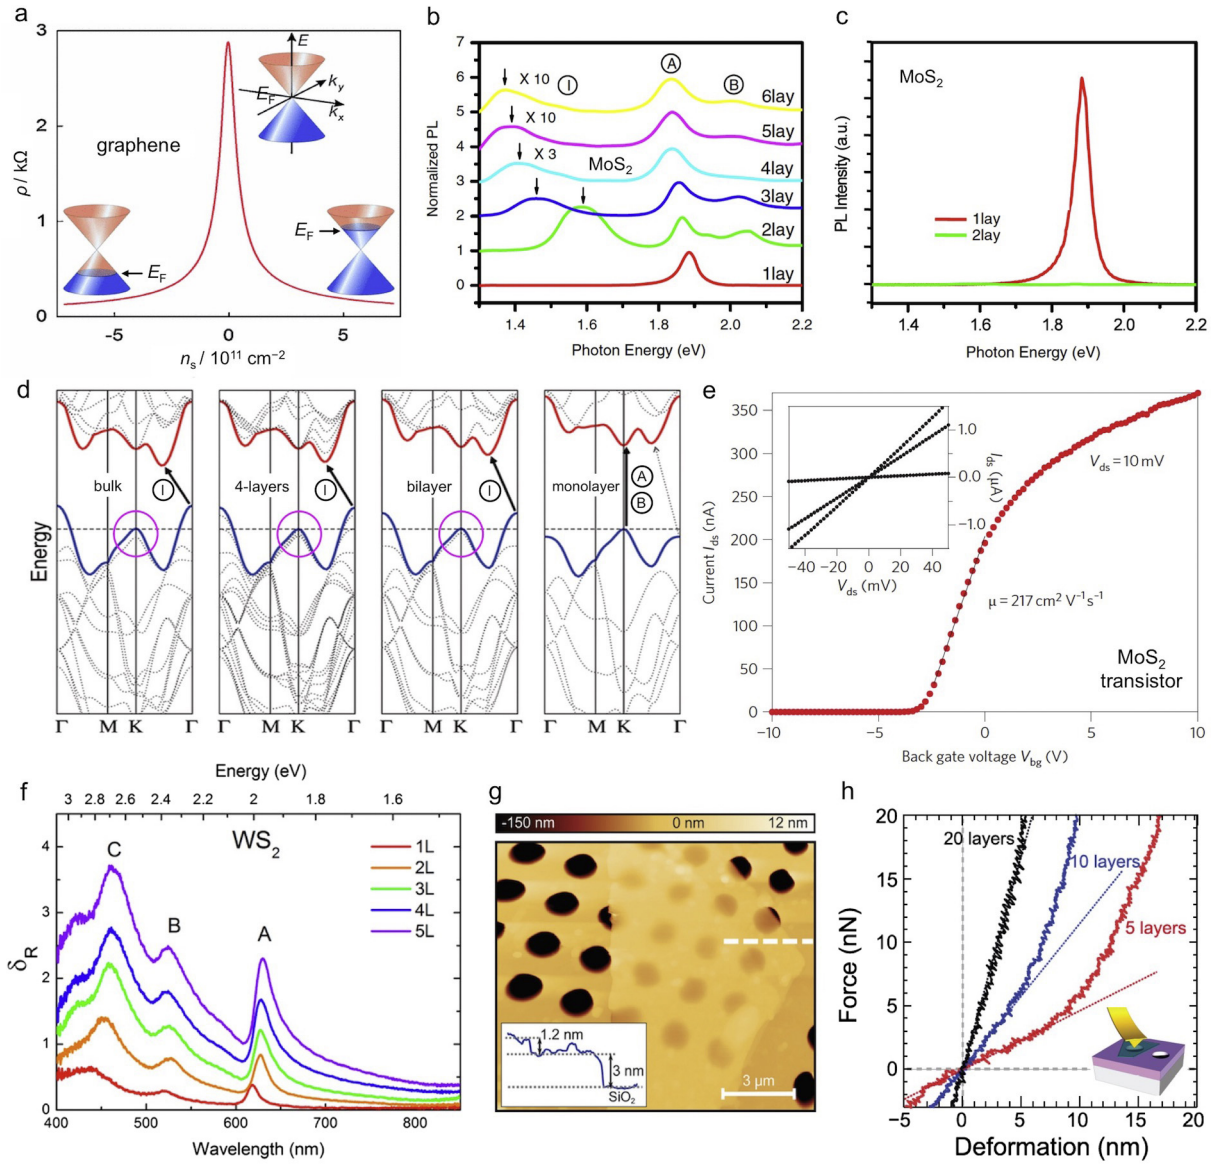 a
3
2
1
0
ρ / kΩ
graphene
E
k_y
E_F
k_x
E_F
E_F
-5
0
5
n_s / 10^11 cm^−2
b
7
6
5
4
3
2
1
0
Normalized PL
X 10
I
A
B
6lay
X 10
5lay
X 3
MoS_2
4lay
3lay
2lay
1lay
1.4
1.6
1.8
2.0
2.2
Photon Energy (eV)
c
MoS_2
PL Intensity (a.u.)
1lay
2lay
1.4
1.6
1.8
2.0
2.2
Photon Energy (eV)
d
Energy
bulk
I
4-layers
I
bilayer
I
monolayer
A
B
Γ M K Γ
Γ M K Γ
Γ M K Γ
Γ M K Γ
e
350
300
250
200
150
100
50
0
Current I_ds (nA)
1.0
0.0
-1.0
I_ds (μA)
-40 -20 0 20 40
V_ds (mV)
V_ds = 10 mV
μ = 217 cm^2 V^−1 s^−1
MoS_2
transistor
−10
−5
0
5
10
Back gate voltage V_bg (V)
f
Energy (eV)
3 2.8 2.6 2.4 2.2 2 1.8 1.6
WS_2
4
3
2
1
0
δ_R
C
B
A
1L
2L
3L
4L
5L
400 500 600 700 800
Wavelength (nm)
g
-150 nm 0 nm 12 nm
1.2 nm
3 nm
SiO_2
3 μm
h
20
15
10
5
0
Force (nN)
20 layers
10 layers
5 layers
-5 0 5 10 15 20
Deformation (nm)